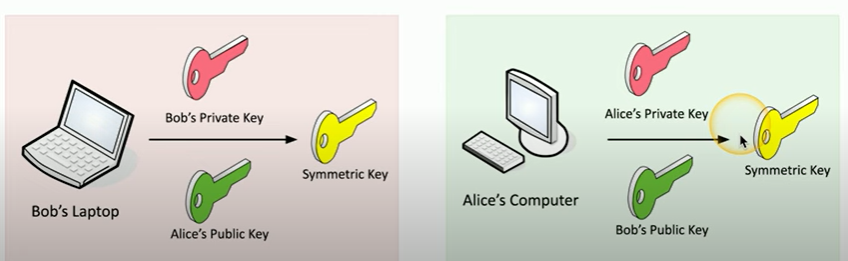 Bob's Private Key
Symmetric Key
Bob's Laptop
Alice's Public Key
Alice's Private Key
Symmetric Key
Alice's Computer
Bob's Public Key